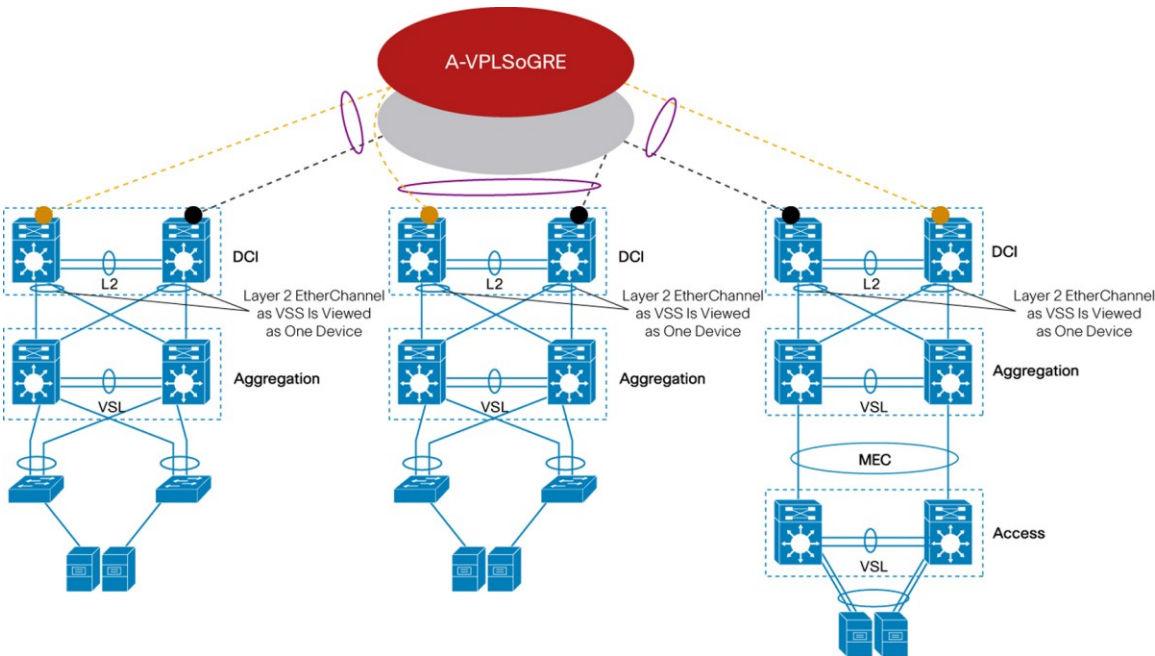 A-VPLSoGRE
DCI
L2
Layer 2 EtherChannel
as VSS Is Viewed
as One Device
Aggregation
VSL
DCI
L2
Layer 2 EtherChannel
as VSS Is Viewed
as One Device
Aggregation
VSL
DCI
L2
Layer 2 EtherChannel
as VSS Is Viewed
as One Device
Aggregation
VSL
MEC
Access
VSL